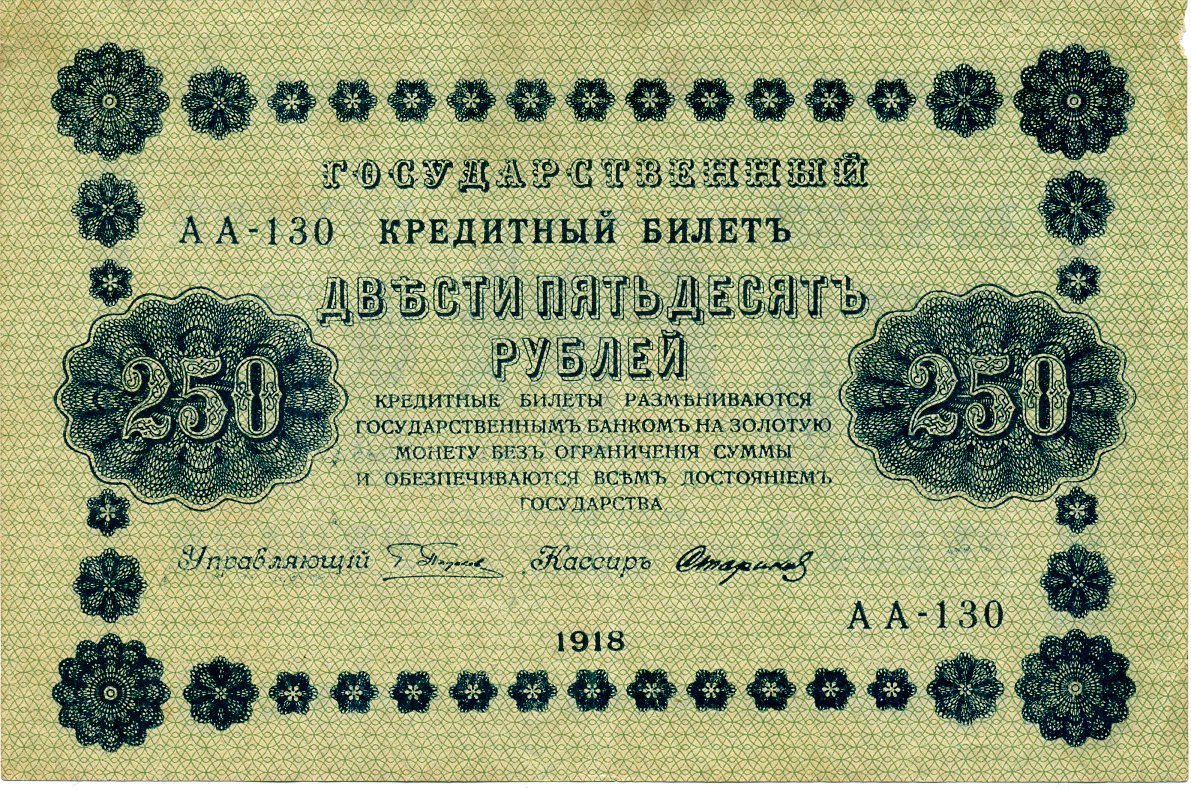 ГОСУДАРСТВЕННЫЙ
АА-130 КРЕДИТНЫЙ БИЛЕТЪ
ДВѢСТИ ПЯТЬДЕСЯТЪ
РУБЛЕЙ
250 250
КРЕДИТНЫЕ БИЛЕТЫ РАЗМѢНИВАЮТСЯ
ГОСУДАРСТВЕННЫМЪ БАНКОМЪ НА ЗОЛОТУЮ
МОНЕТУ БЕЗЪ ОГРАНИЧЕНІЯ СУММЫ
И ОБЕЗПЕЧИВАЮТСЯ ВСѢМЪ ДОСТОЯНІЕМЪ
ГОСУДАРСТВА
Управляющій Кассиръ Стариков
АА-130
1918